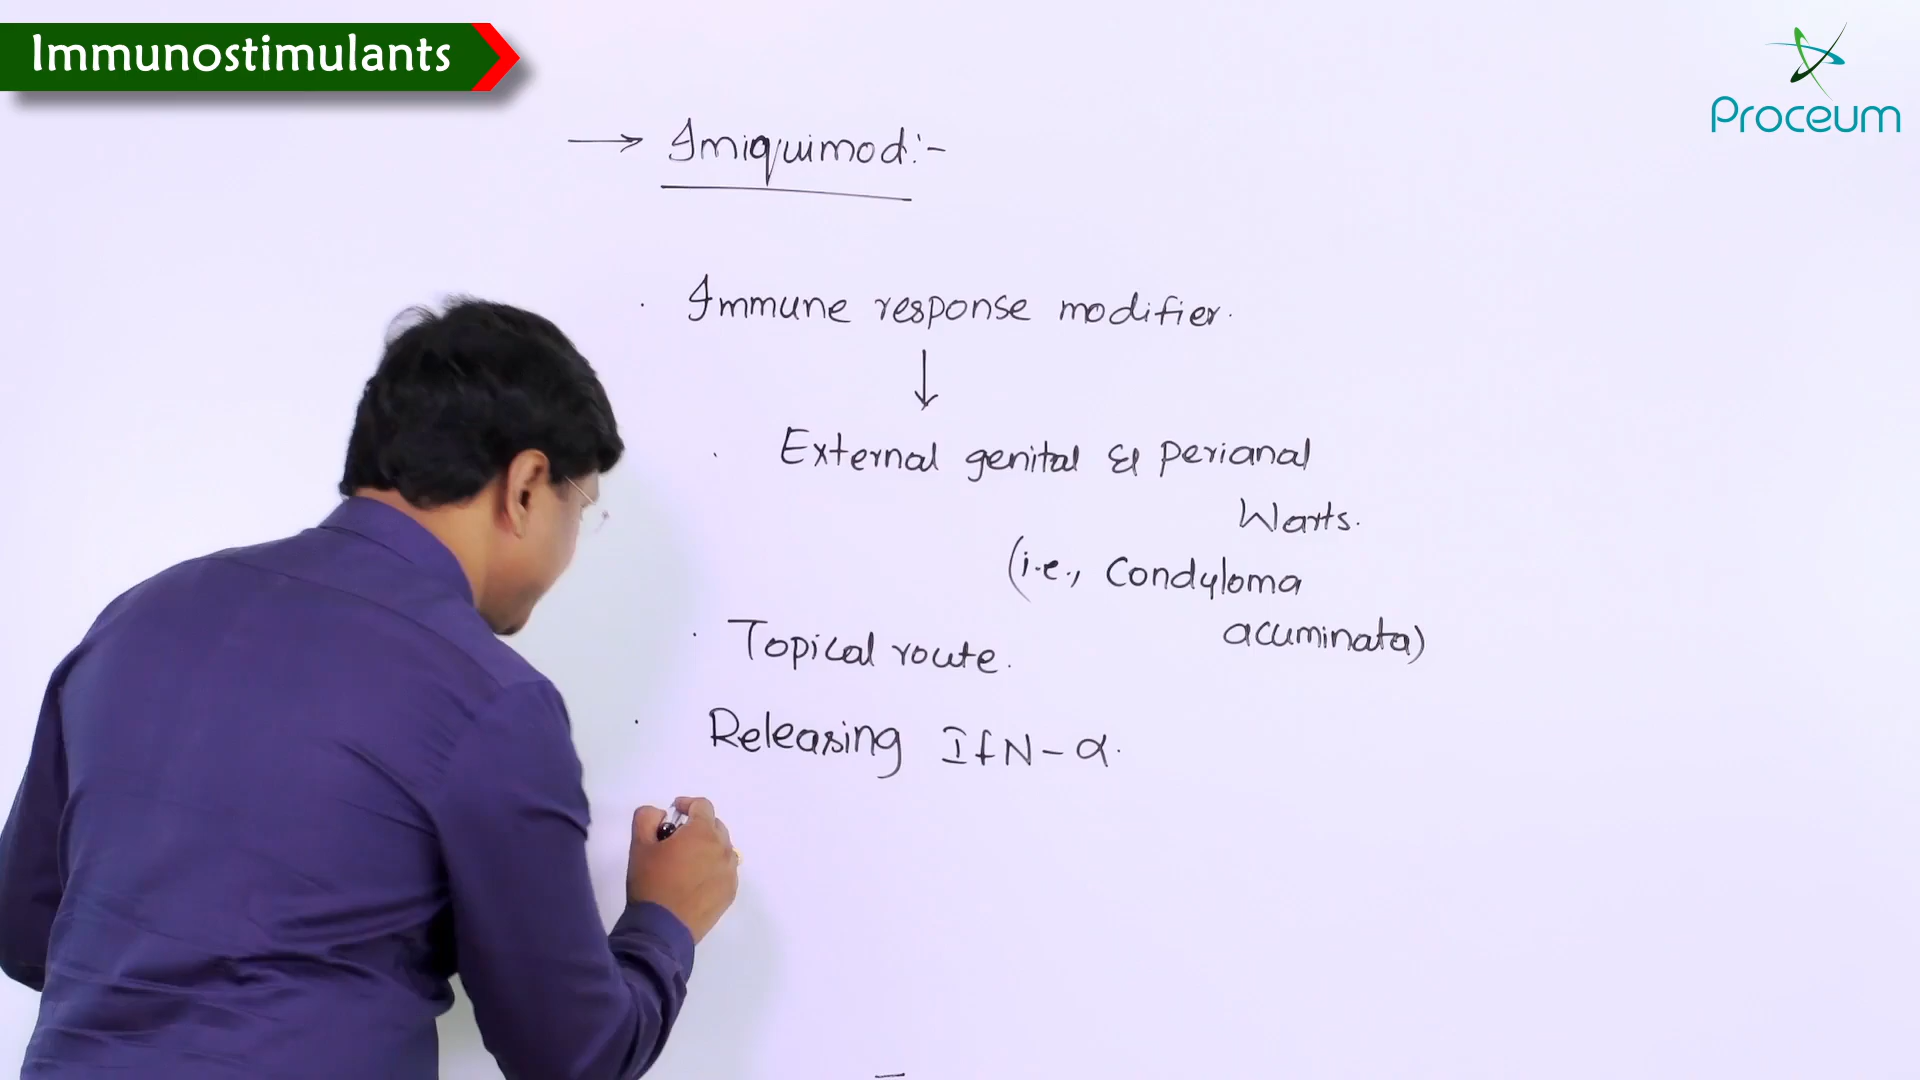 Immunostimulants
Proceum
→ Imiquimod:-
· Immune response modifier.
↓
· External genital & perianal
Warts.
(i.e., Condyloma
acuminata)
· Topical route.
· Releasing IfN-α.